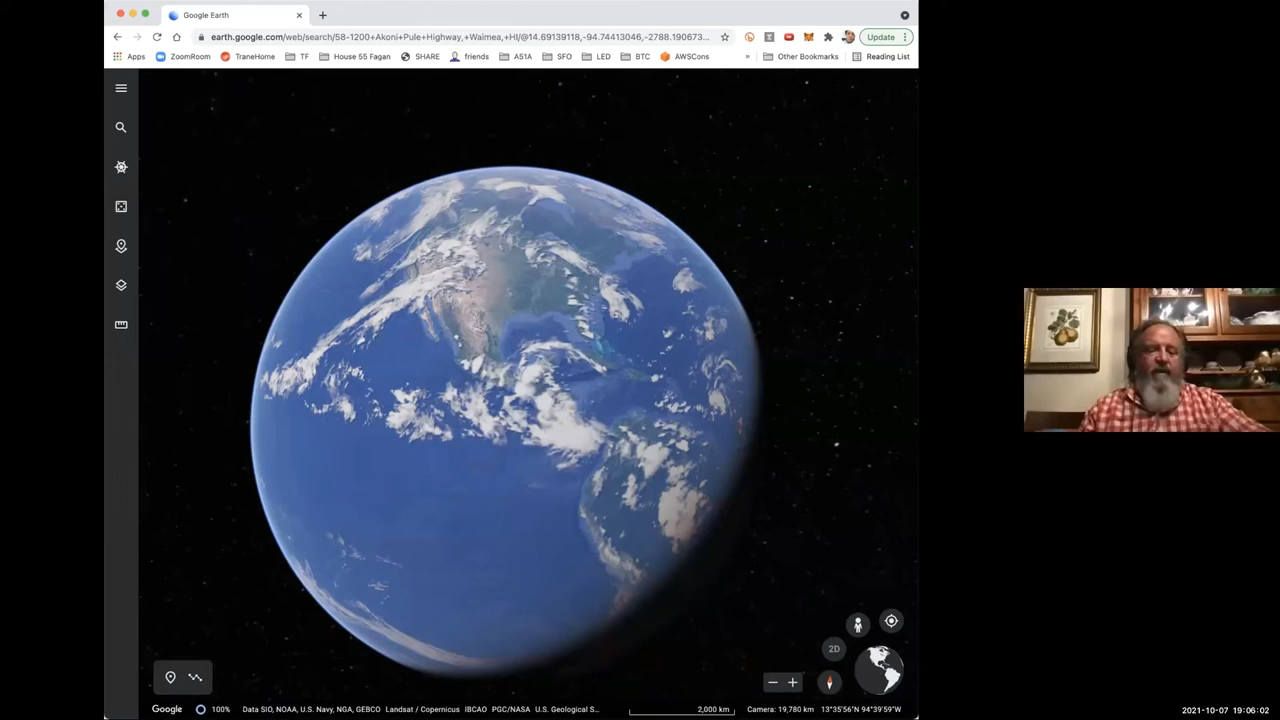 Google Earth
earth.google.com/web/search/58-1200+Akoni+Pule+Highway,+Waimea,+HI/@14.69139118,-94.74413046,-2788.190673...
Update
Apps ZoomRoom TraneHome TF House 55 Fagan SHARE friends A51A SFO LED BTC AWSCons » Other Bookmarks Reading List
2D
Google 100% Data SIO, NOAA, U.S. Navy, NGA, GEBCO Landsat / Copernicus IBCAO PGC/NASA U.S. Geological S... 2,000 km Camera: 19,780 km 13°35'56"N 94°39'59"W
2021-10-07 19:06:02